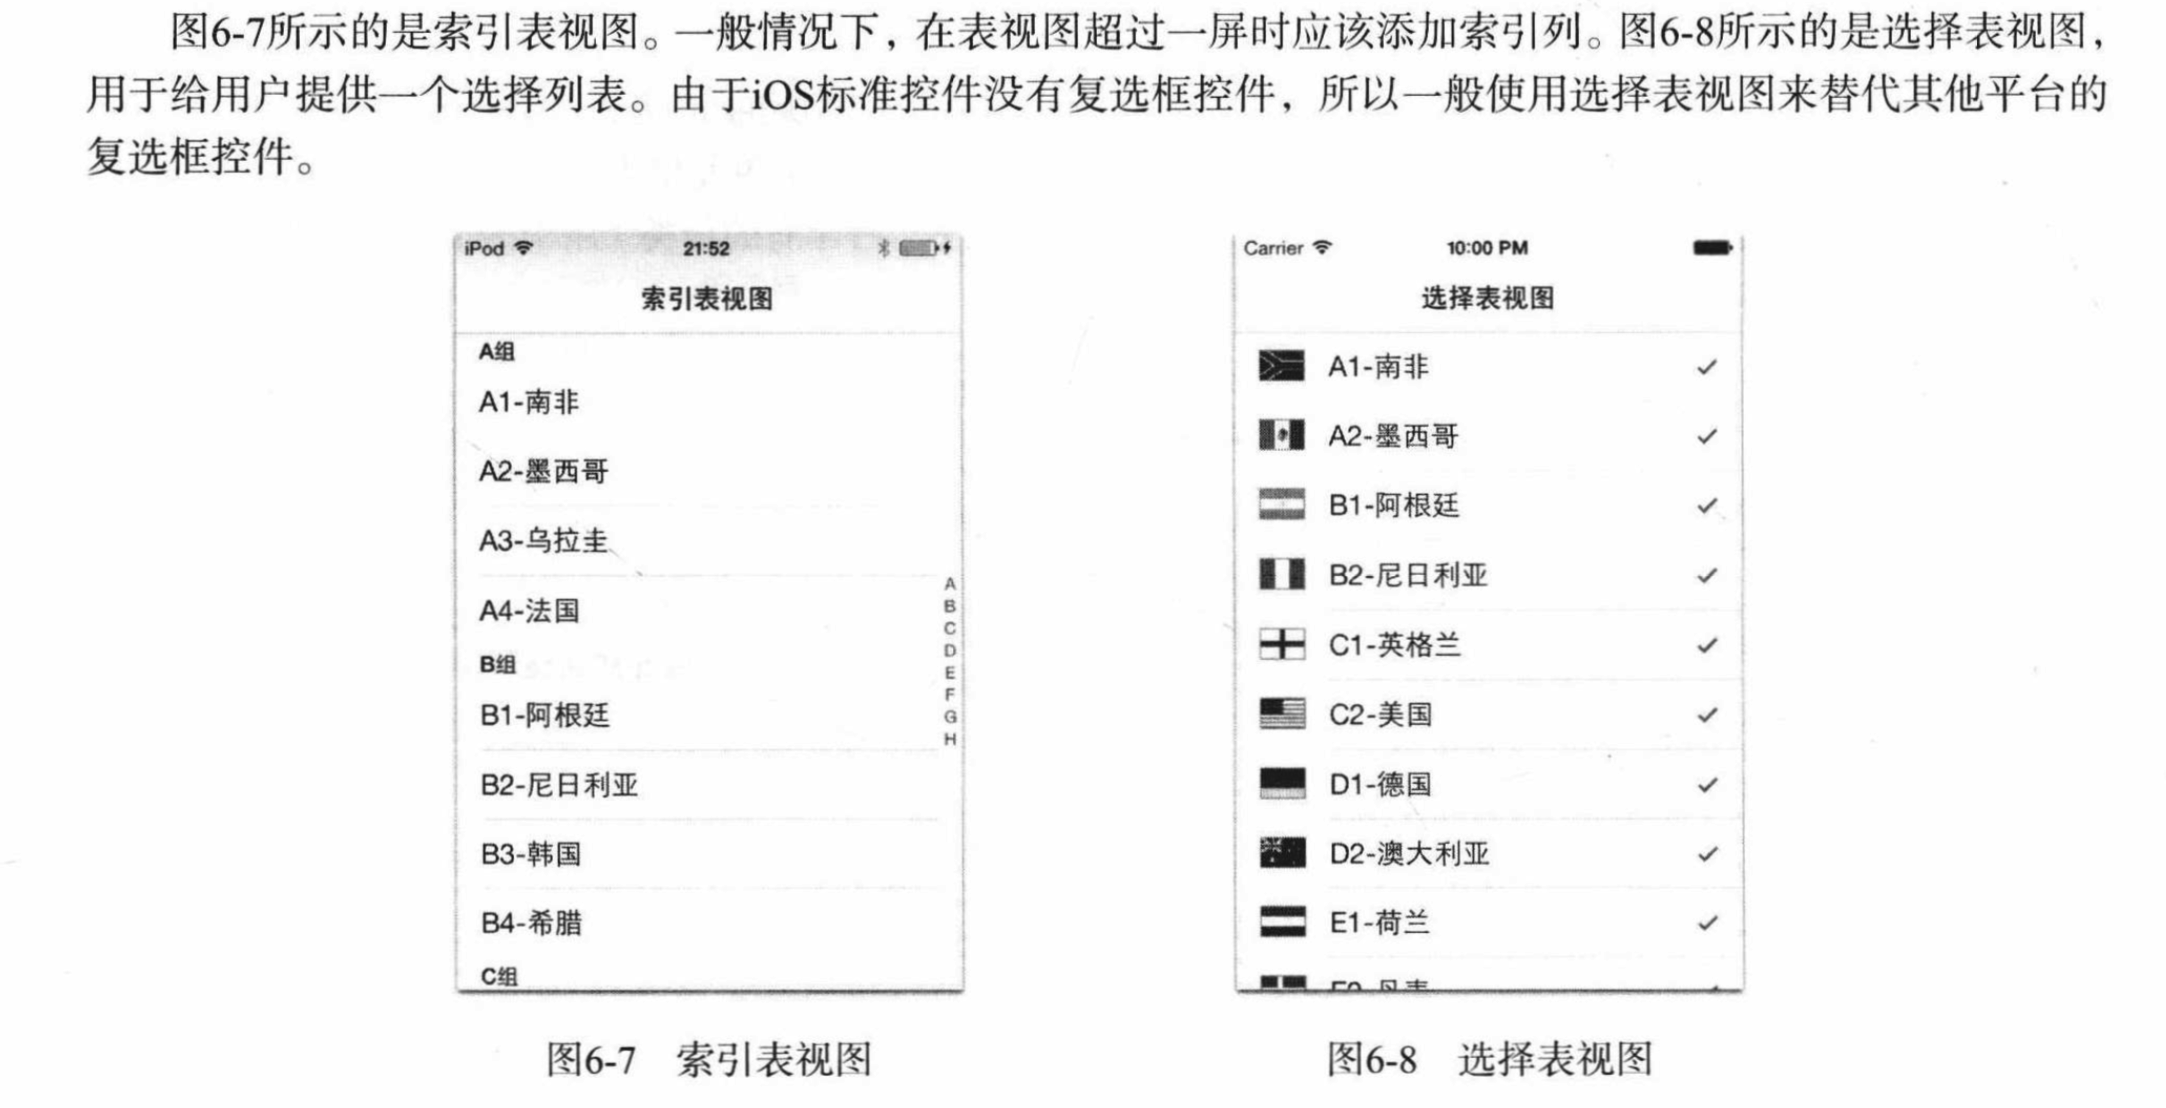 图6-7所示的是索引表视图。一般情况下，在表视图超过一屏时应该添加索引列。图6-8所示的是选择表视图，
用于给用户提供一个选择列表。由于iOS标准控件没有复选框控件，所以一般使用选择表视图来替代其他平台的
复选框控件。
iPod 21:52
索引表视图
A组
A1-南非
A2-墨西哥
A3-乌拉圭
A4-法国
B组
B1-阿根廷
B2-尼日利亚
B3-韩国
B4-希腊
C组
A
B
C
D
E
F
G
H
图6-7 索引表视图
Carrier 10:00 PM
选择表视图
A1-南非
A2-墨西哥
B1-阿根廷
B2-尼日利亚
C1-英格兰
C2-美国
D1-德国
D2-澳大利亚
E1-荷兰
图6-8 选择表视图